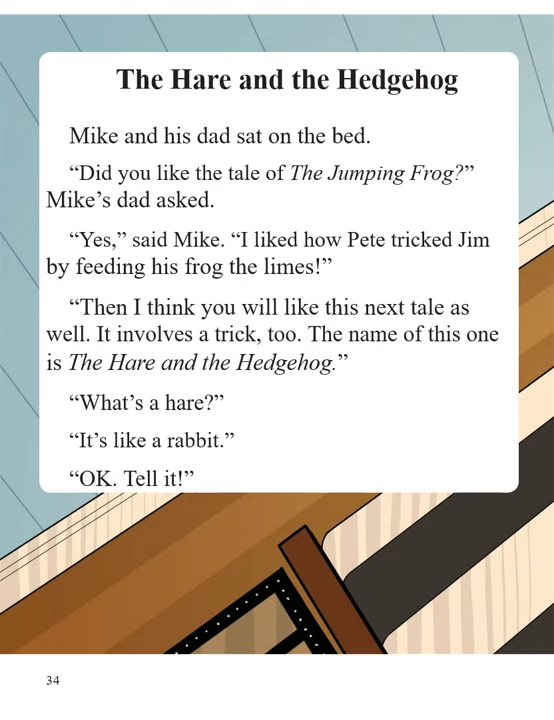 The Hare and the Hedgehog
Mike and his dad sat on the bed.
“Did you like the tale of The Jumping Frog?”
Mike’s dad asked.
“Yes,” said Mike. “I liked how Pete tricked Jim
by feeding his frog the limes!”
“Then I think you will like this next tale as
well. It involves a trick, too. The name of this one
is The Hare and the Hedgehog.”
“What’s a hare?”
“It’s like a rabbit.”
“OK. Tell it!”
34